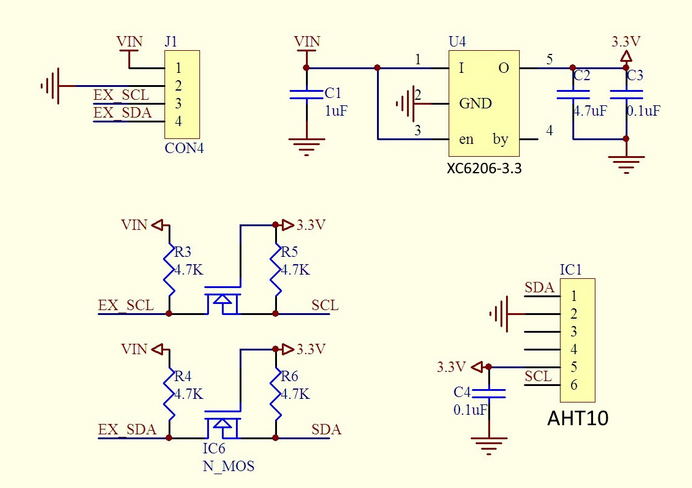 VIN
J1
1
2
EX_SCL
3
EX_SDA
4
CON4
VIN
C1
1uF
U4
1
I
O
5
2
GND
3
en
by
4
XC6206-3.3
3.3V
C2
4.7uF
C3
0.1uF
VIN
3.3V
R3
4.7K
R5
4.7K
EX_SCL
SCL
VIN
3.3V
R4
4.7K
R6
4.7K
EX_SDA
SDA
IC6
N_MOS
IC1
SDA
1
2
3
4
3.3V
5
SCL
6
C4
0.1uF
AHT10